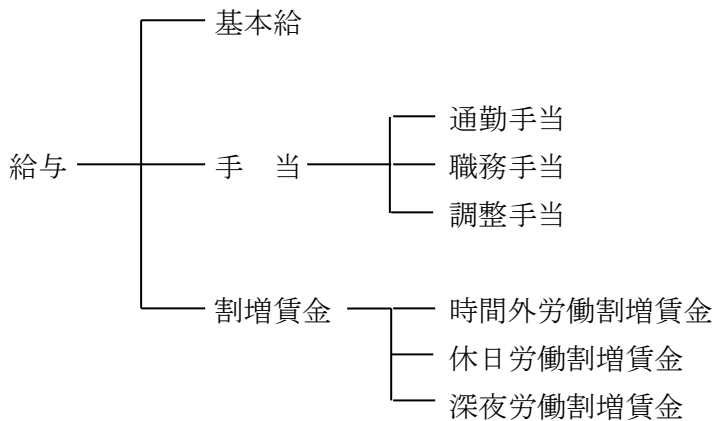 基本給
通勤手当
給与 手　当 職務手当
調整手当
割増賃金 時間外労働割増賃金
休日労働割増賃金
深夜労働割増賃金